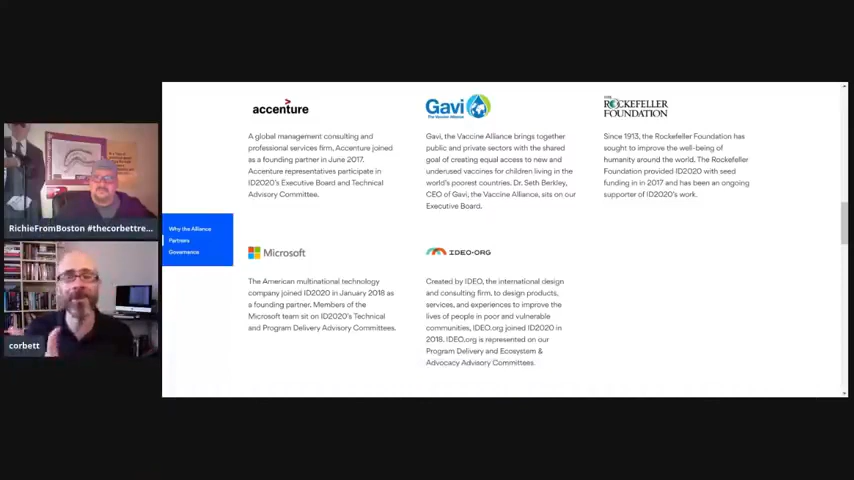 accenture
A global management consulting and
professional services firm, Accenture joined
as a founding partner in June 2017.
Accenture representatives participate in
ID2020's Executive Board and Technical
Advisory Committee.
Gavi
The Vaccine Alliance
Gavi, the Vaccine Alliance brings together
public and private sectors with the shared
goal of creating equal access to new and
underused vaccines for children living in the
world's poorest countries. Dr. Seth Berkley,
CEO of Gavi, the Vaccine Alliance, sits on our
Executive Board.
THE
ROCKEFELLER
FOUNDATION
Since 1913, the Rockefeller Foundation has
sought to improve the well-being of
humanity around the world. The Rockefeller
Foundation provided ID2020 with seed
funding in in 2017 and has been an ongoing
supporter of ID2020's work.
RichieFromBoston #thecorbettre...
Why the Alliance
Partners
Governance
Microsoft
The American multinational technology
company joined ID2020 in January 2018 as
a founding partner. Members of the
Microsoft team sit on ID2020's Technical
and Program Delivery Advisory Committees.
IDEO.ORG
Created by IDEO, the international design
and consulting firm, to design products,
services, and experiences to improve the
lives of people in poor and vulnerable
communities, IDEO.org joined ID2020 in
2018. IDEO.org is represented on our
Program Delivery and Ecosystem &
Advocacy Advisory Committees.
corbett